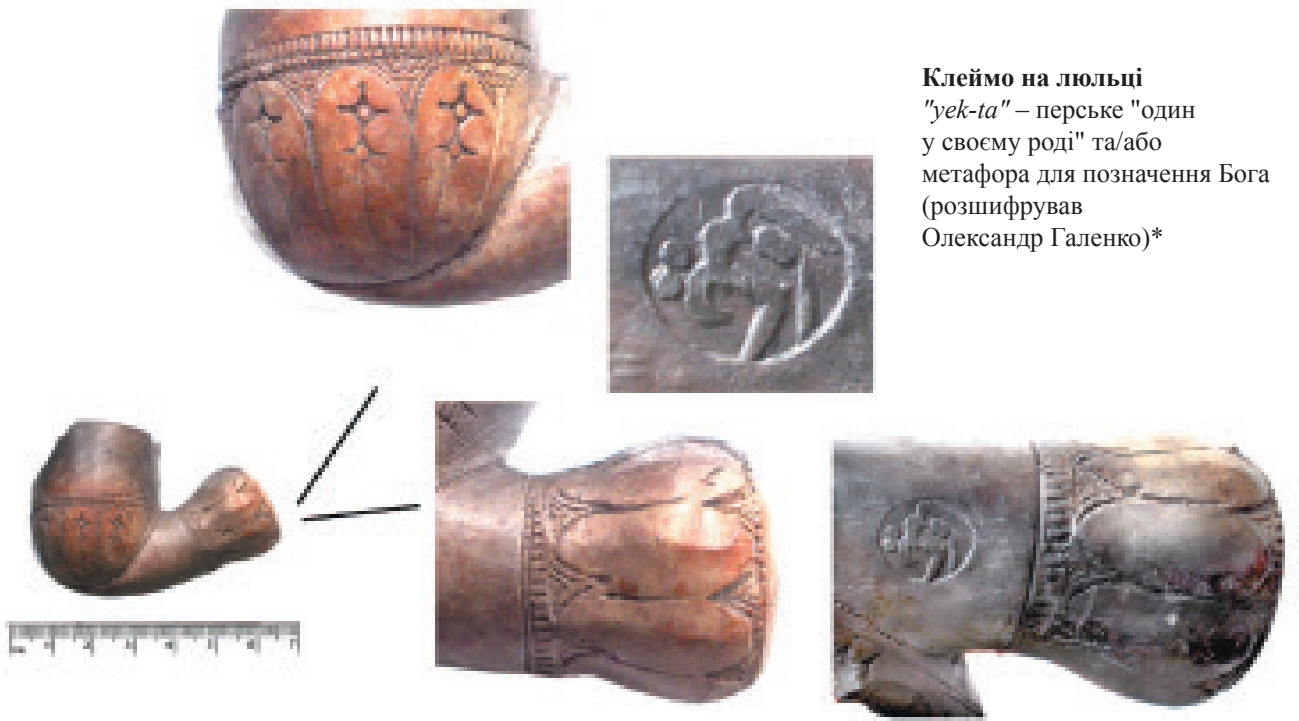 Клеймо на люльці
"yek-ta" – перське "один
у своєму роді" та/або
метафора для позначення Бога
(розшифрував
Олександр Галенко)*